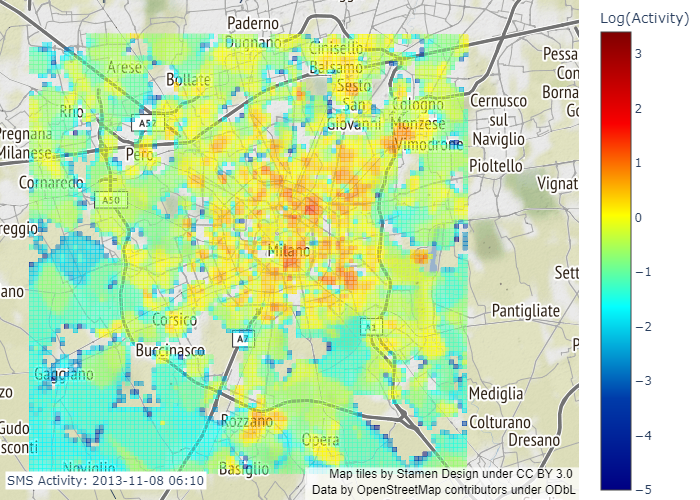 Paderno
Dugnano
Cinisello
Balsamo
Arese
Bollate
Sesto
San
Giovanni
Rho
A52
Cologno
Monzese
Vimodrone
Cernusco
sul
Naviglio
Pessa
Borna
Pregnana
Milanese
Pero
Pioltello
Cornaredo
A50
Vignat
reggio
Milano
Sett
ano
Pantigliate
Corsico
A7
A1
Buccinasco
Gaggiano
Mediglia
Rozzano
Colturano
Dresano
Gudo
sconti
Opera
Noviglio
Basiglio
SMS Activity: 2013-11-08 06:10
Map tiles by Stamen Design under CC BY 3.0
Data by OpenStreetMap contributors under ODbL
Log(Activity)
3
2
1
0
−1
−2
−3
−4
−5